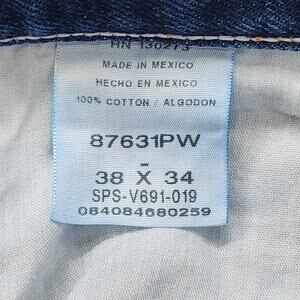 RN 130273
MADE IN MEXICO
HECHO EN MEXICO
100% COTTON / ALGODON
87631PW
-
38 X 34
SPS-V691-019
084084680259